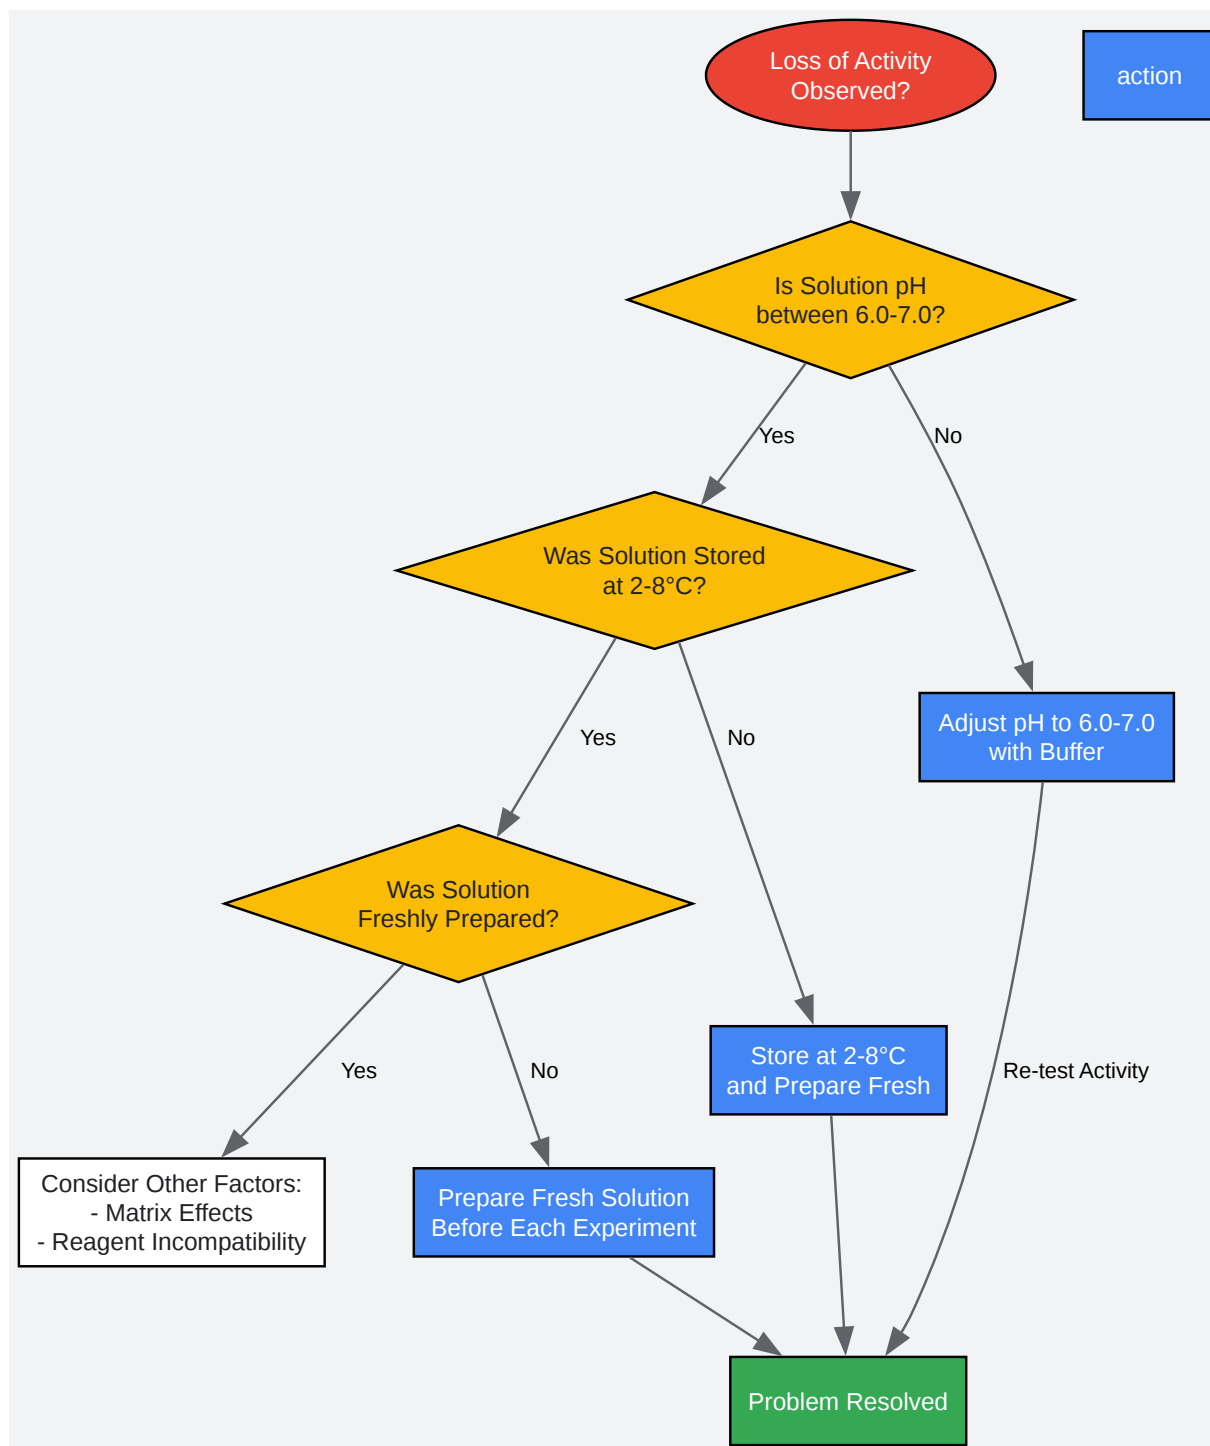 Loss of Activity
Observed?
action
Is Solution pH
between 6.0-7.0?
Yes
No
Was Solution Stored
at 2-8°C?
Adjust pH to 6.0-7.0
with Buffer
Yes
No
Was Solution
Freshly Prepared?
Store at 2-8°C
and Prepare Fresh
Yes
No
Re-test Activity
Consider Other Factors:
- Matrix Effects
- Reagent Incompatibility
Prepare Fresh Solution
Before Each Experiment
Problem Resolved